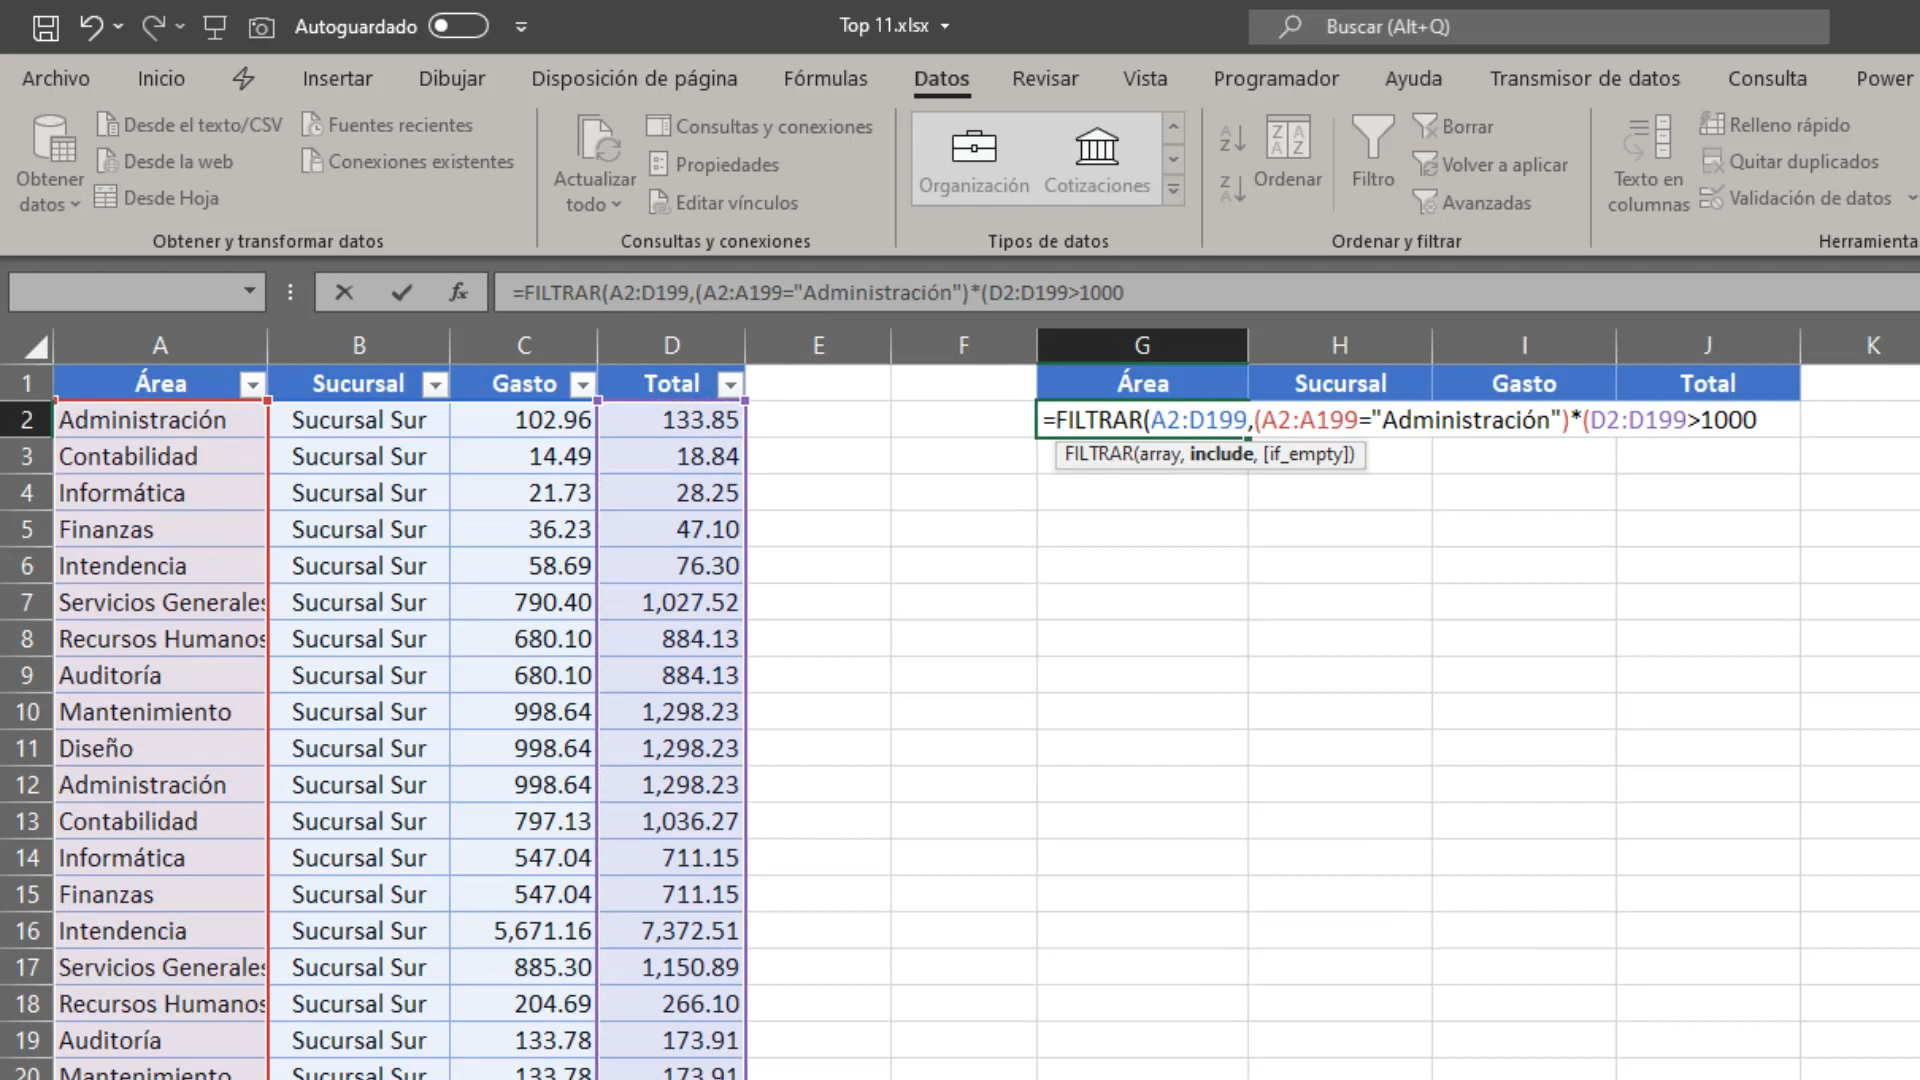 Autoguardado
Top 11.xlsx
Buscar (Alt+Q)
Archivo Inicio Insertar Dibujar Disposición de página Fórmulas Datos Revisar Vista Programador Ayuda Transmisor de datos Consulta Power
Obtener datos
Desde el texto/CSV
Desde la web
Desde Hoja
Fuentes recientes
Conexiones existentes
Obtener y transformar datos
Actualizar todo
Consultas y conexiones
Propiedades
Editar vínculos
Consultas y conexiones
Organización Cotizaciones
Tipos de datos
Ordenar
Filtro
Borrar
Volver a aplicar
Avanzadas
Ordenar y filtrar
Texto en columnas
Relleno rápido
Quitar duplicados
Validación de datos
Herramienta
fx =FILTRAR(A2:D199,(A2:A199="Administración")*(D2:D199>1000
A B C D E F G H I J K
1 Área Sucursal Gasto Total Área Sucursal Gasto Total
2 Administración Sucursal Sur 102.96 133.85 =FILTRAR(A2:D199,(A2:A199="Administración")*(D2:D199>1000
FILTRAR(array, include, [if_empty])
3 Contabilidad Sucursal Sur 14.49 18.84
4 Informática Sucursal Sur 21.73 28.25
5 Finanzas Sucursal Sur 36.23 47.10
6 Intendencia Sucursal Sur 58.69 76.30
7 Servicios Generales Sucursal Sur 790.40 1,027.52
8 Recursos Humanos Sucursal Sur 680.10 884.13
9 Auditoría Sucursal Sur 680.10 884.13
10 Mantenimiento Sucursal Sur 998.64 1,298.23
11 Diseño Sucursal Sur 998.64 1,298.23
12 Administración Sucursal Sur 998.64 1,298.23
13 Contabilidad Sucursal Sur 797.13 1,036.27
14 Informática Sucursal Sur 547.04 711.15
15 Finanzas Sucursal Sur 547.04 711.15
16 Intendencia Sucursal Sur 5,671.16 7,372.51
17 Servicios Generales Sucursal Sur 885.30 1,150.89
18 Recursos Humanos Sucursal Sur 204.69 266.10
19 Auditoría Sucursal Sur 133.78 173.91
20 Mantenimiento Sucursal Sur 133.78 173.91